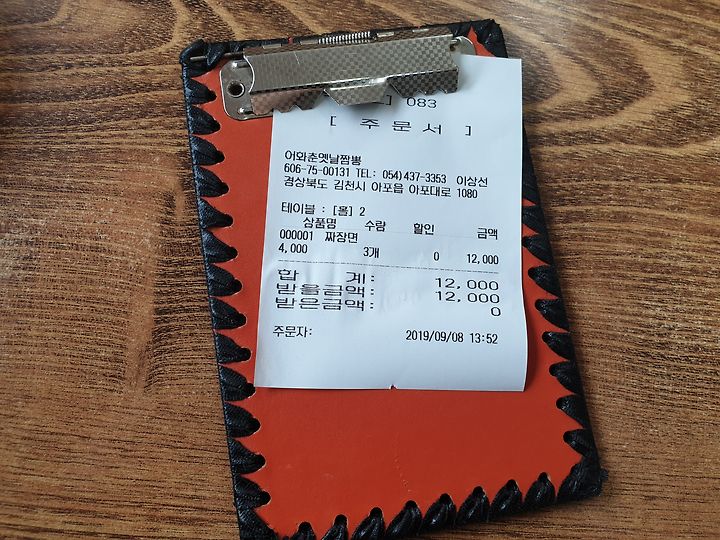 ] 083
[ 주 문 서 ]
어와춘옛날짬뽕
606-75-00131 TEL: 054)437-3353 이상선
경상북도 김천시 아포읍 아포대로 1080
테이블 : [홀] 2
상품명 수량 할인 금액
000001 짜장면
4,000 3개 0 12,000
합 계: 12,000
받을금액: 12,000
받은금액: 0
주문자: 2019/09/08 13:52